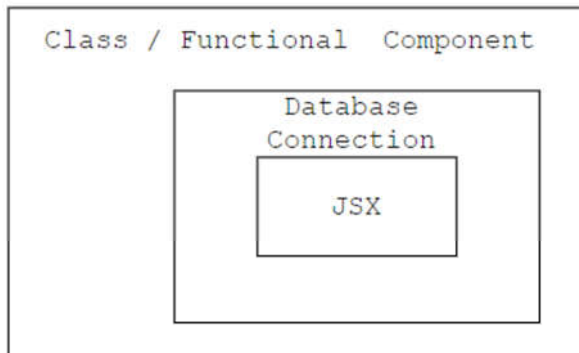 Class / Functional Component
Database
Connection
JSX